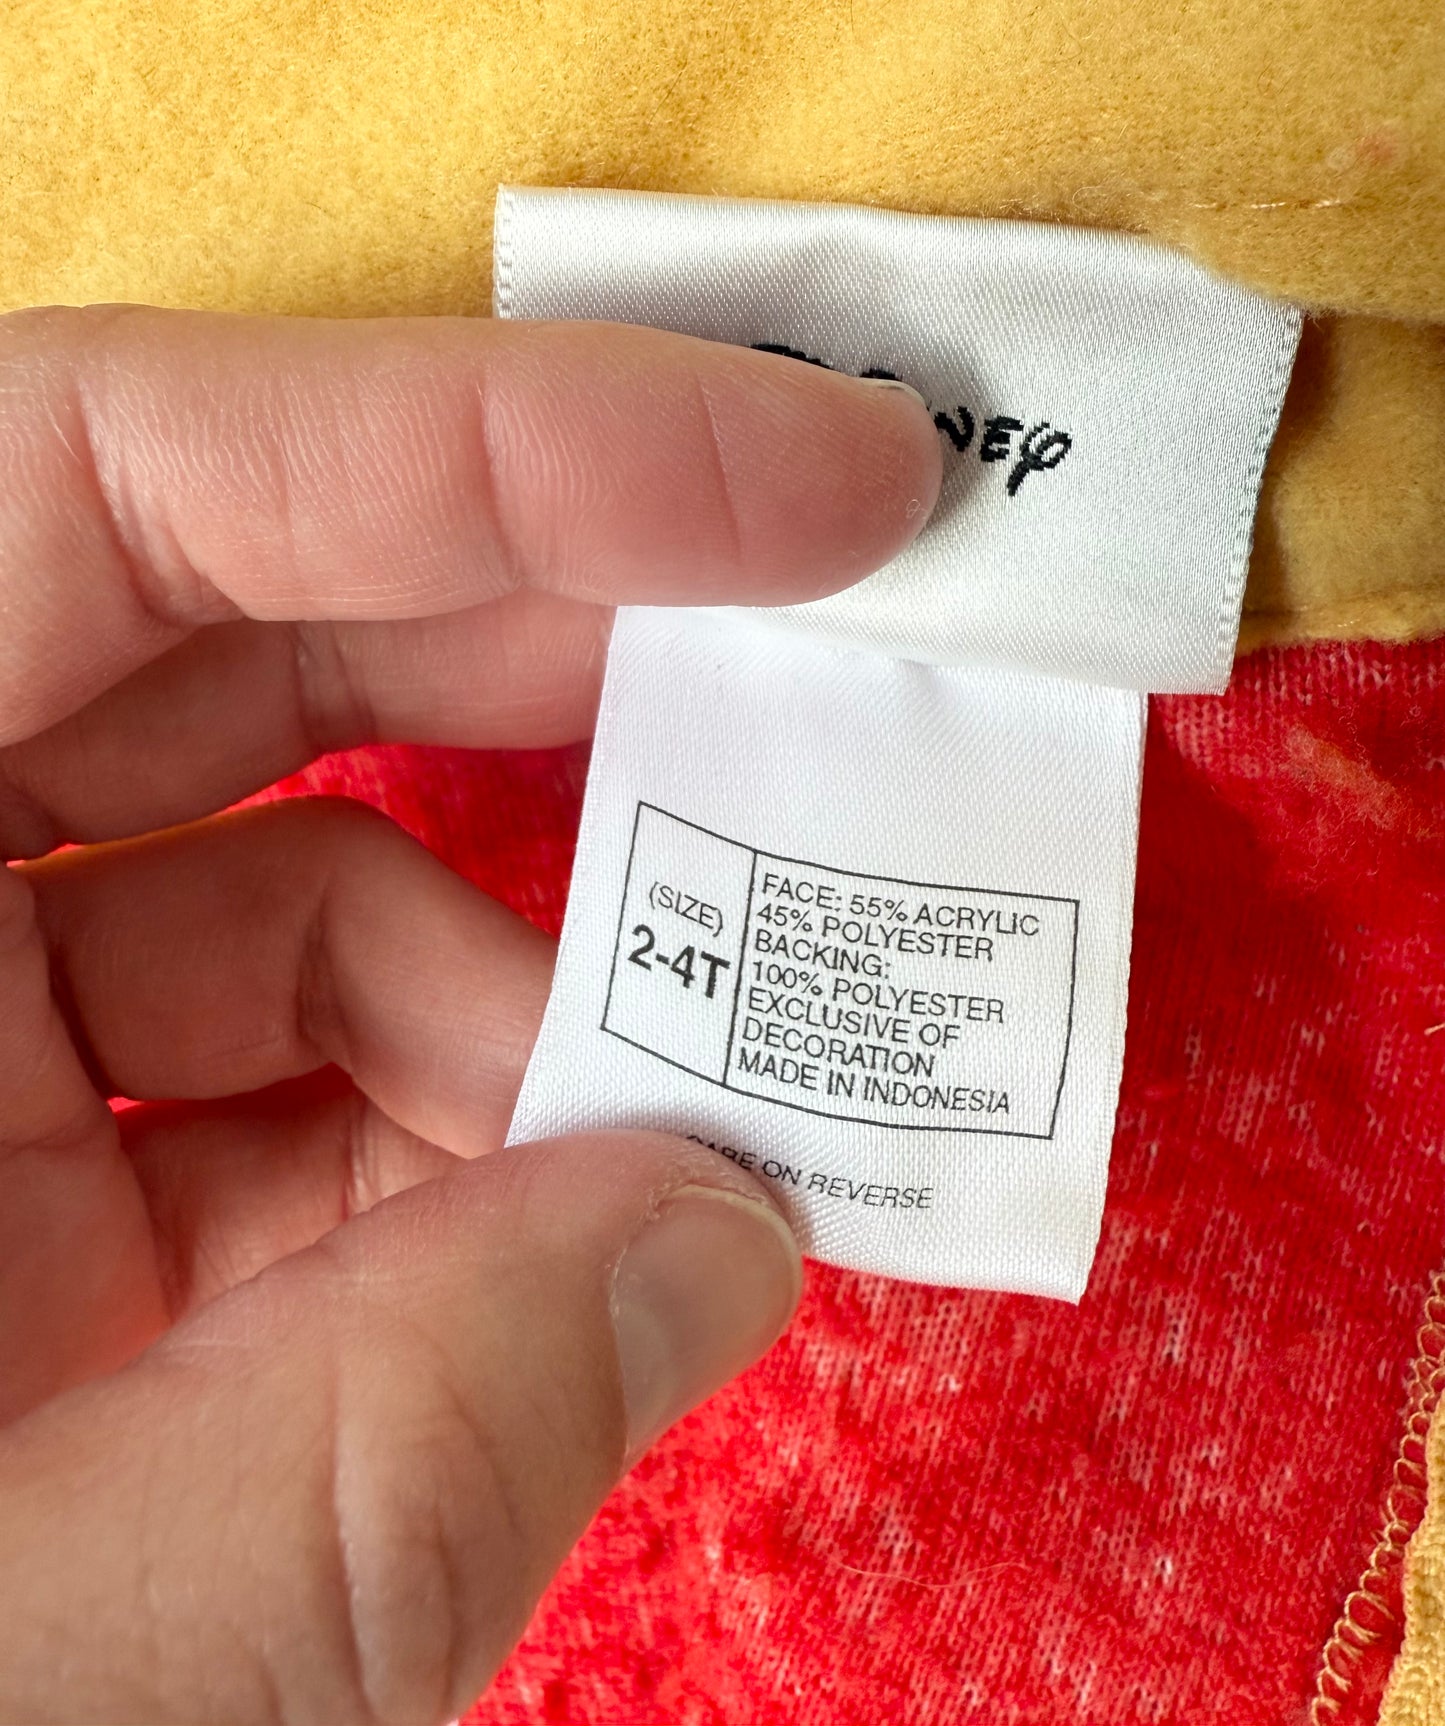 (SIZE)
2-4T
FACE: 55% ACRYLIC
45% POLYESTER
BACKING:
100% POLYESTER
EXCLUSIVE OF
DECORATION
MADE IN INDONESIA
CARE ON REVERSE